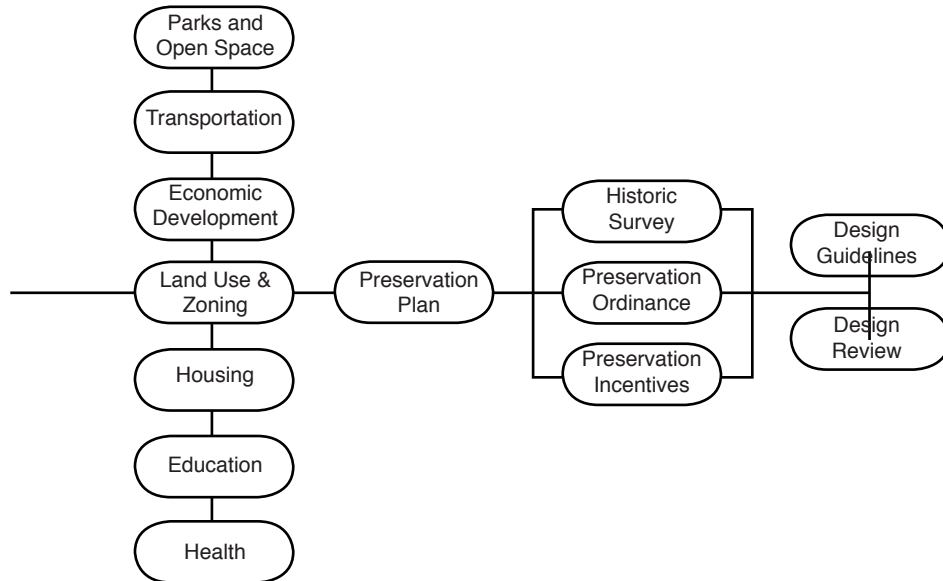 Parks and
Open Space
Transportation
Economic
Development
Land Use &
Zoning
Housing
Education
Health
Preservation
Plan
Historic
Survey
Preservation
Ordinance
Preservation
Incentives
Design
Guidelines
Design
Review